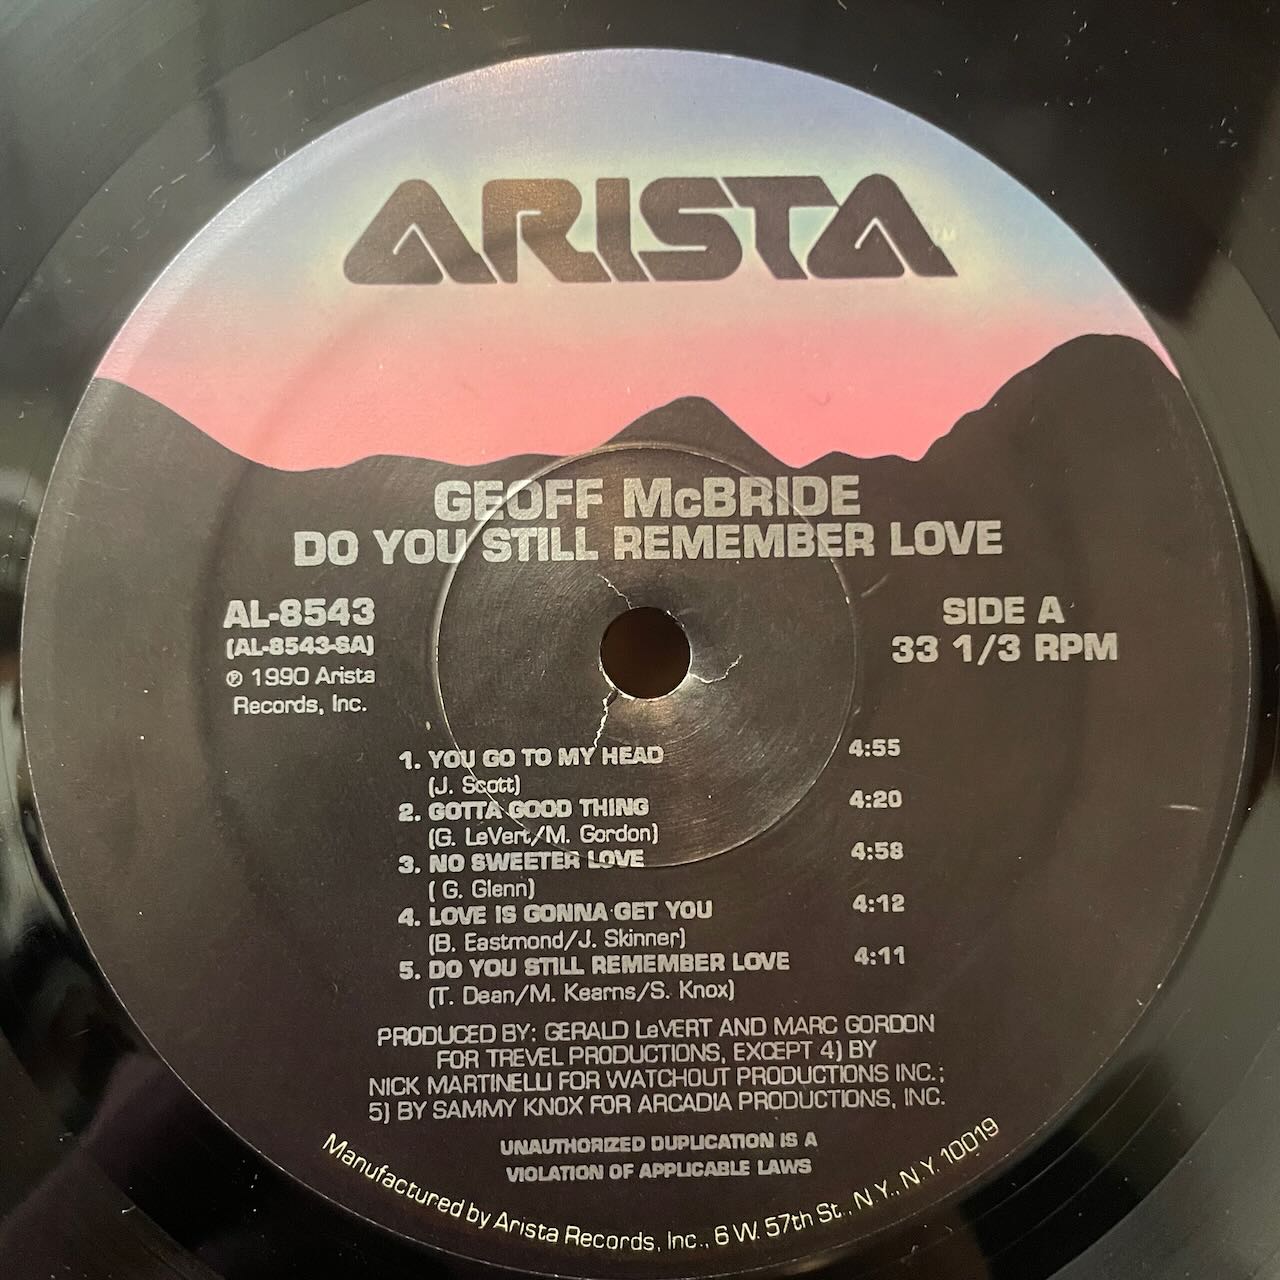 ARISTA™
GEOFF McBRIDE
DO YOU STILL REMEMBER LOVE
AL-8543
(AL-8543-SA)
℗ 1990 Arista
Records, Inc.
SIDE A
33 1/3 RPM
1. YOU GO TO MY HEAD 4:55
(J. Scott)
2. GOTTA GOOD THING 4:20
(G. LeVert/M. Gordon)
3. NO SWEETER LOVE 4:58
( G. Glenn)
4. LOVE IS GONNA GET YOU 4:12
(B. Eastmond/J. Skinner)
5. DO YOU STILL REMEMBER LOVE 4:11
(T. Dean/M. Kearns/S. Knox)
PRODUCED BY: GERALD LeVERT AND MARC GORDON
FOR TREVEL PRODUCTIONS, EXCEPT 4) BY
NICK MARTINELLI FOR WATCHOUT PRODUCTIONS INC.;
5) BY SAMMY KNOX FOR ARCADIA PRODUCTIONS, INC.
UNAUTHORIZED DUPLICATION IS A
VIOLATION OF APPLICABLE LAWS
Manufactured by Arista Records, Inc., 6 W. 57th St., N.Y., N.Y. 10019